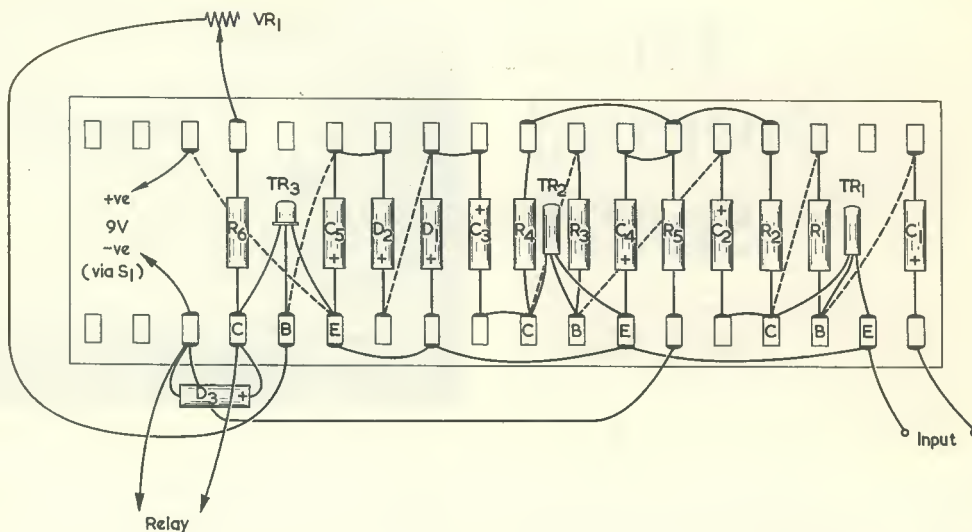 VR1
TR3
TR2
TR1
+ve
9V
-ve
(via S1)
R6
C5
+
D2
+
D1
+
+
C3
R4
R3
C4
+
R5
+
C2
R2
R1
C1
+
C
B
E
C
B
E
C
B
E
D3
+
Input
Relay